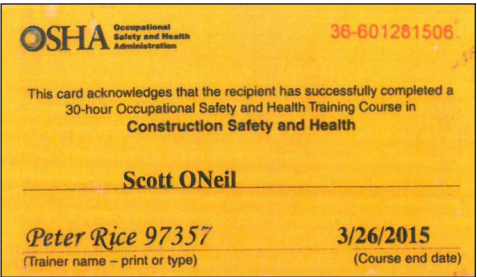 OSHA
Occupational
Safety and Health
Administration
36-601281506
This card acknowledges that the recipient has successfully completed a
30-hour Occupational Safety and Health Training Course in
Construction Safety and Health
Scott ONeil
Peter Rice 97357
3/26/2015
(Trainer name – print or type)
(Course end date)